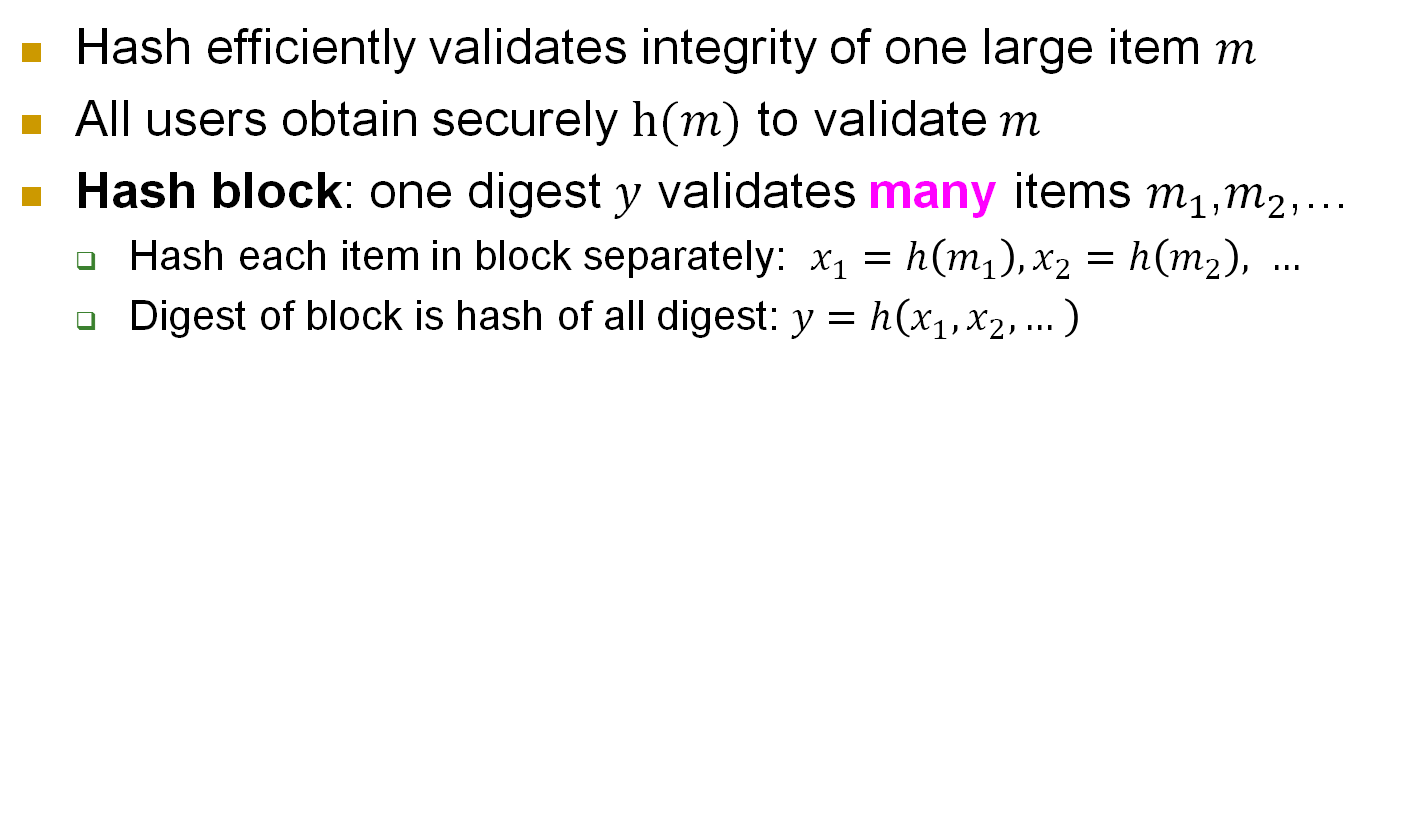 Hash efficiently validates integrity of one large item 𝑚
All users obtain securely h(𝑚) to validate 𝑚
Hash block: one digest 𝑦 validates many items 𝑚₁,𝑚₂,…
Hash each item in block separately: 𝑥₁ = ℎ(𝑚₁), 𝑥₂ = ℎ(𝑚₂), …
Digest of block is hash of all digest: 𝑦 = ℎ(𝑥₁, 𝑥₂, … )